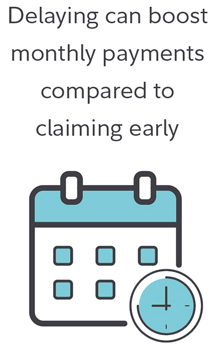 Delaying can boost
monthly payments
compared to
claiming early